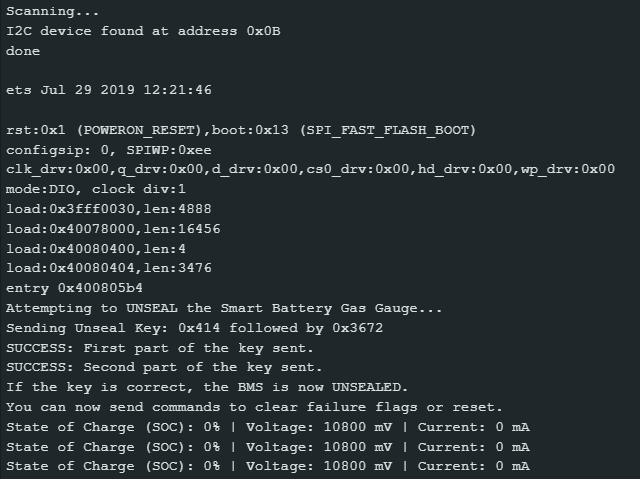 Scanning...
I2C device found at address 0x0B
done
ets Jul 29 2019 12:21:46
rst:0x1 (POWERON_RESET),boot:0x13 (SPI_FAST_FLASH_BOOT)
configsip: 0, SPIWP:0xee
clk_drv:0x00,q_drv:0x00,d_drv:0x00,cs0_drv:0x00,hd_drv:0x00,wp_drv:0x00
mode:DIO, clock div:1
load:0x3fff0030,len:4888
load:0x40078000,len:16456
load:0x40080400,len:4
load:0x40080404,len:3476
entry 0x400805b4
Attempting to UNSEAL the Smart Battery Gas Gauge...
Sending Unseal Key: 0x414 followed by 0x3672
SUCCESS: First part of the key sent.
SUCCESS: Second part of the key sent.
If the key is correct, the BMS is now UNSEALED.
You can now send commands to clear failure flags or reset.
State of Charge (SOC): 0% | Voltage: 10800 mV | Current: 0 mA
State of Charge (SOC): 0% | Voltage: 10800 mV | Current: 0 mA
State of Charge (SOC): 0% | Voltage: 10800 mV | Current: 0 mA